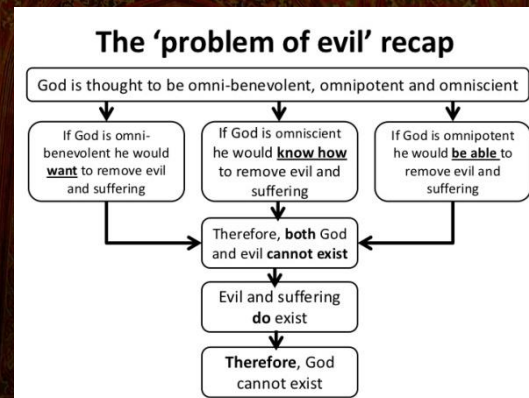 The ‘problem of evil’ recap
God is thought to be omni-benevolent, omnipotent and omniscient
If God is omni-
benevolent he would
want to remove evil
and suffering
If God is omniscient
he would know how
to remove evil and
suffering
If God is omnipotent
he would be able to
remove evil and
suffering
Therefore, both God
and evil cannot exist
Evil and suffering
do exist
Therefore, God
cannot exist